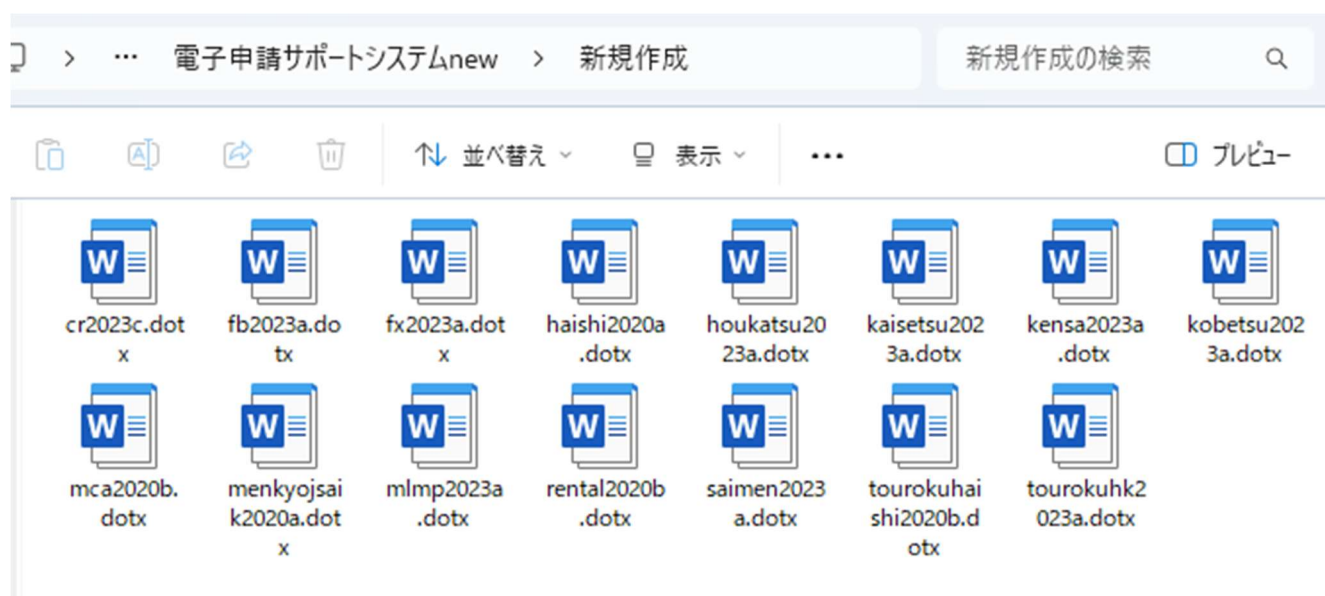 > … 電子申請サポートシステムnew > 新規作成 新規作成の検索
並べ替え 表示 ... プレビュー
cr2023c.dot
x
fb2023a.do
tx
fx2023a.dot
x
haishi2020a
.dotx
houkatsu20
23a.dotx
kaisetsu202
3a.dotx
kensa2023a
.dotx
kobetsu202
3a.dotx
mca2020b.
dotx
menkyojsai
k2020a.dot
x
mlmp2023a
.dotx
rental2020b
.dotx
saimen2023
a.dotx
tourokuhai
shi2020b.d
otx
tourokuhk2
023a.dotx